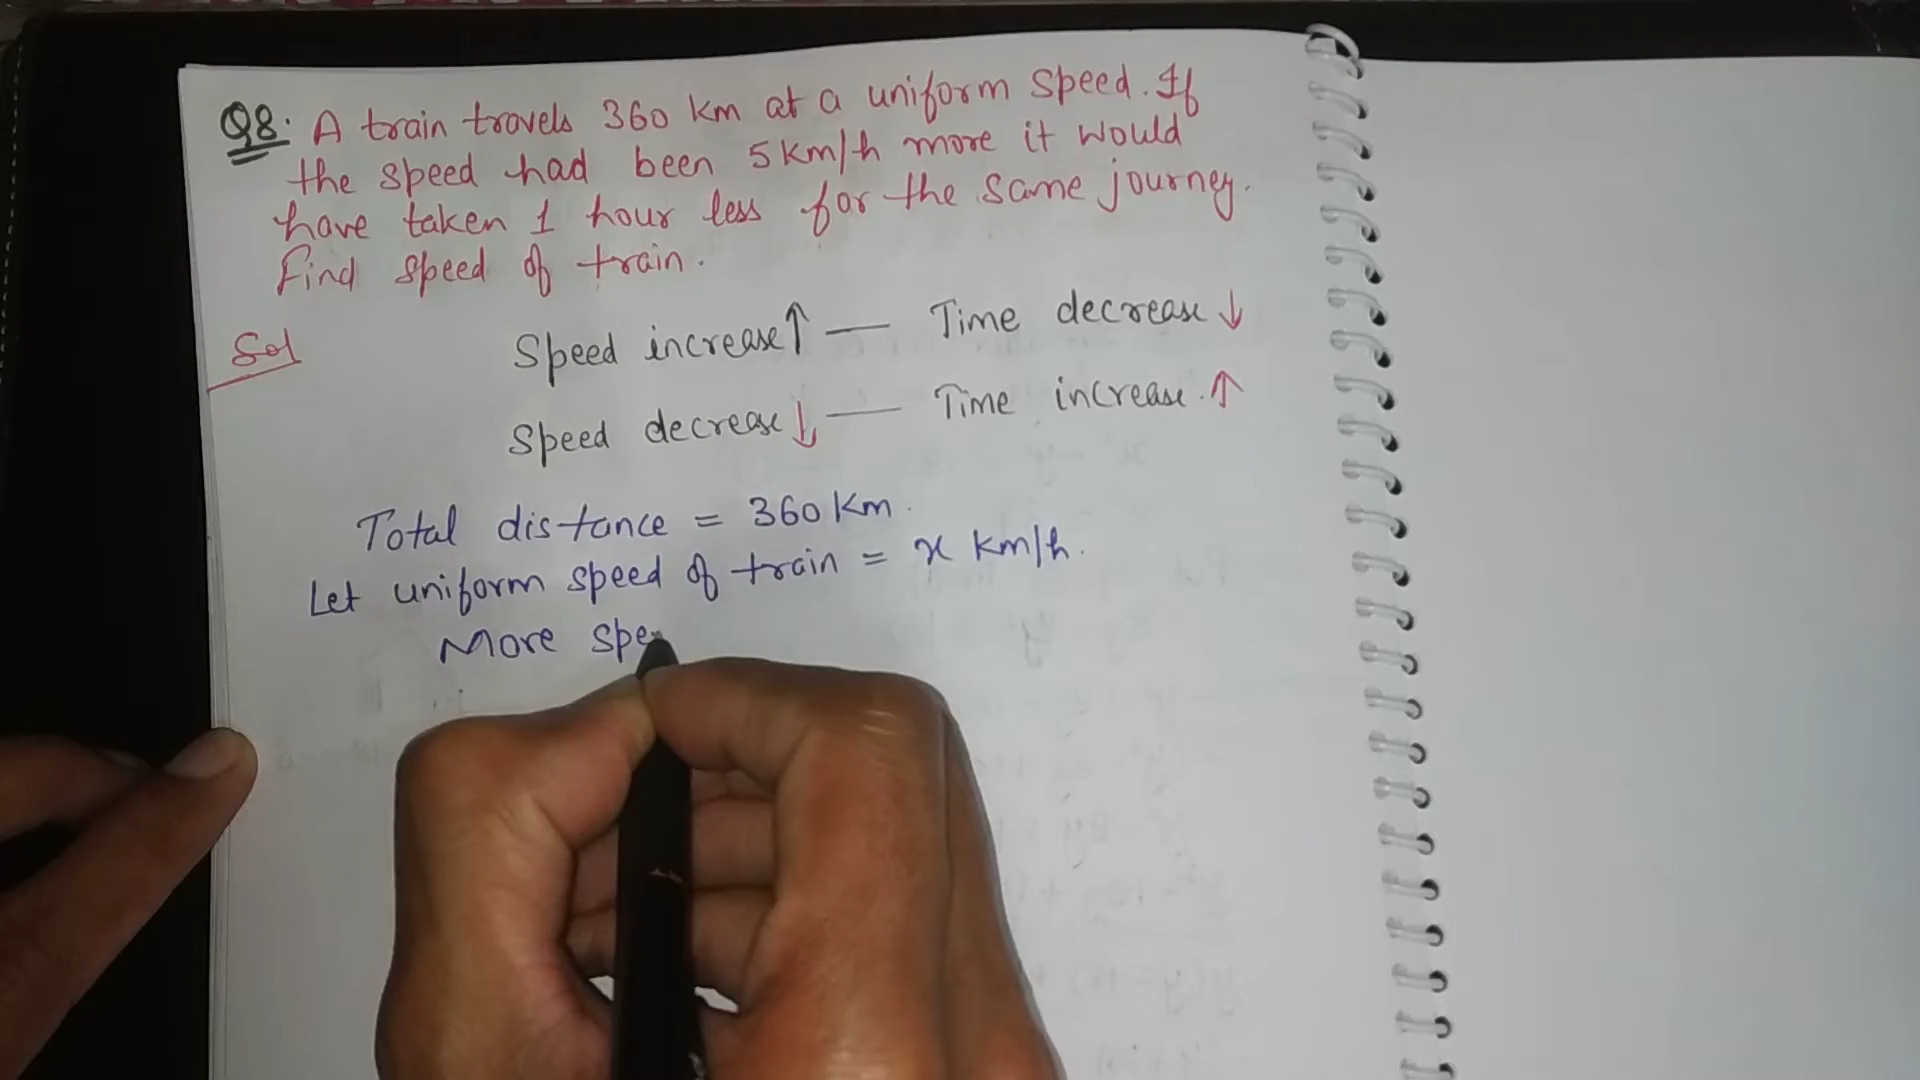 Q8. A train travels 360 km at a uniform speed. If
the speed had been 5km/h more it would
have taken 1 hour less for the same journey.
Find speed of train.
Sol
Speed increase ↑ — Time decrease ↓
Speed decrease ↓ — Time increase. ↑
Total distance = 360 km.
Let uniform speed of train = x km/h.
More spe